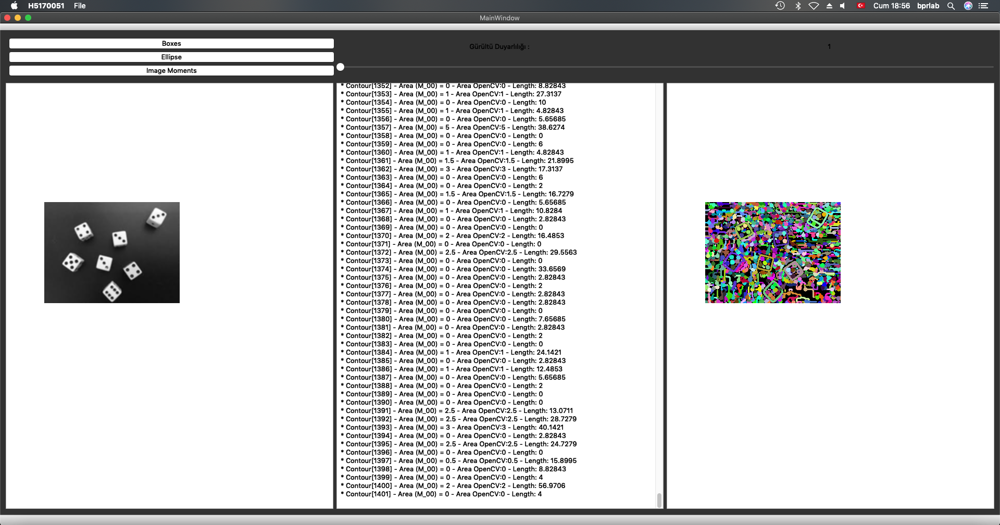 H5170051 File Cum 18:56 bprlab
MainWindow
Boxes
Ellipse
Image Moments
Gürültü Duyarlılığı : 1
* Contour[1352] - Area (M_00) = 0 - Area OpenCV:0 - Length: 8.82843
* Contour[1353] - Area (M_00) = 1 - Area OpenCV:1 - Length: 27.3137
* Contour[1354] - Area (M_00) = 0 - Area OpenCV:0 - Length: 10
* Contour[1355] - Area (M_00) = 1 - Area OpenCV:1 - Length: 4.82843
* Contour[1356] - Area (M_00) = 0 - Area OpenCV:0 - Length: 5.65685
* Contour[1357] - Area (M_00) = 5 - Area OpenCV:5 - Length: 38.6274
* Contour[1358] - Area (M_00) = 0 - Area OpenCV:0 - Length: 0
* Contour[1359] - Area (M_00) = 0 - Area OpenCV:0 - Length: 6
* Contour[1360] - Area (M_00) = 1 - Area OpenCV:1 - Length: 4.82843
* Contour[1361] - Area (M_00) = 1.5 - Area OpenCV:1.5 - Length: 21.8995
* Contour[1362] - Area (M_00) = 3 - Area OpenCV:3 - Length: 17.3137
* Contour[1363] - Area (M_00) = 0 - Area OpenCV:0 - Length: 6
* Contour[1364] - Area (M_00) = 0 - Area OpenCV:0 - Length: 2
* Contour[1365] - Area (M_00) = 1.5 - Area OpenCV:1.5 - Length: 16.7279
* Contour[1366] - Area (M_00) = 0 - Area OpenCV:0 - Length: 5.65685
* Contour[1367] - Area (M_00) = 1 - Area OpenCV:1 - Length: 10.8284
* Contour[1368] - Area (M_00) = 0 - Area OpenCV:0 - Length: 2.82843
* Contour[1369] - Area (M_00) = 0 - Area OpenCV:0 - Length: 0
* Contour[1370] - Area (M_00) = 2 - Area OpenCV:2 - Length: 16.4853
* Contour[1371] - Area (M_00) = 0 - Area OpenCV:0 - Length: 0
* Contour[1372] - Area (M_00) = 2.5 - Area OpenCV:2.5 - Length: 29.5563
* Contour[1373] - Area (M_00) = 0 - Area OpenCV:0 - Length: 0
* Contour[1374] - Area (M_00) = 0 - Area OpenCV:0 - Length: 33.6569
* Contour[1375] - Area (M_00) = 0 - Area OpenCV:0 - Length: 2.82843
* Contour[1376] - Area (M_00) = 0 - Area OpenCV:0 - Length: 2
* Contour[1377] - Area (M_00) = 0 - Area OpenCV:0 - Length: 2.82843
* Contour[1378] - Area (M_00) = 0 - Area OpenCV:0 - Length: 2.82843
* Contour[1379] - Area (M_00) = 0 - Area OpenCV:0 - Length: 0
* Contour[1380] - Area (M_00) = 0 - Area OpenCV:0 - Length: 7.65685
* Contour[1381] - Area (M_00) = 0 - Area OpenCV:0 - Length: 2.82843
* Contour[1382] - Area (M_00) = 0 - Area OpenCV:0 - Length: 2
* Contour[1383] - Area (M_00) = 0 - Area OpenCV:0 - Length: 0
* Contour[1384] - Area (M_00) = 1 - Area OpenCV:1 - Length: 24.1421
* Contour[1385] - Area (M_00) = 0 - Area OpenCV:0 - Length: 2.82843
* Contour[1386] - Area (M_00) = 1 - Area OpenCV:1 - Length: 12.4853
* Contour[1387] - Area (M_00) = 0 - Area OpenCV:0 - Length: 5.65685
* Contour[1388] - Area (M_00) = 0 - Area OpenCV:0 - Length: 2
* Contour[1389] - Area (M_00) = 0 - Area OpenCV:0 - Length: 0
* Contour[1390] - Area (M_00) = 0 - Area OpenCV:0 - Length: 0
* Contour[1391] - Area (M_00) = 2.5 - Area OpenCV:2.5 - Length: 13.0711
* Contour[1392] - Area (M_00) = 2.5 - Area OpenCV:2.5 - Length: 28.7279
* Contour[1393] - Area (M_00) = 3 - Area OpenCV:3 - Length: 40.1421
* Contour[1394] - Area (M_00) = 0 - Area OpenCV:0 - Length: 2.82843
* Contour[1395] - Area (M_00) = 2.5 - Area OpenCV:2.5 - Length: 24.7279
* Contour[1396] - Area (M_00) = 0 - Area OpenCV:0 - Length: 0
* Contour[1397] - Area (M_00) = 0.5 - Area OpenCV:0.5 - Length: 15.8995
* Contour[1398] - Area (M_00) = 0 - Area OpenCV:0 - Length: 8.82843
* Contour[1399] - Area (M_00) = 0 - Area OpenCV:0 - Length: 4
* Contour[1400] - Area (M_00) = 2 - Area OpenCV:2 - Length: 56.9706
* Contour[1401] - Area (M_00) = 0 - Area OpenCV:0 - Length: 4